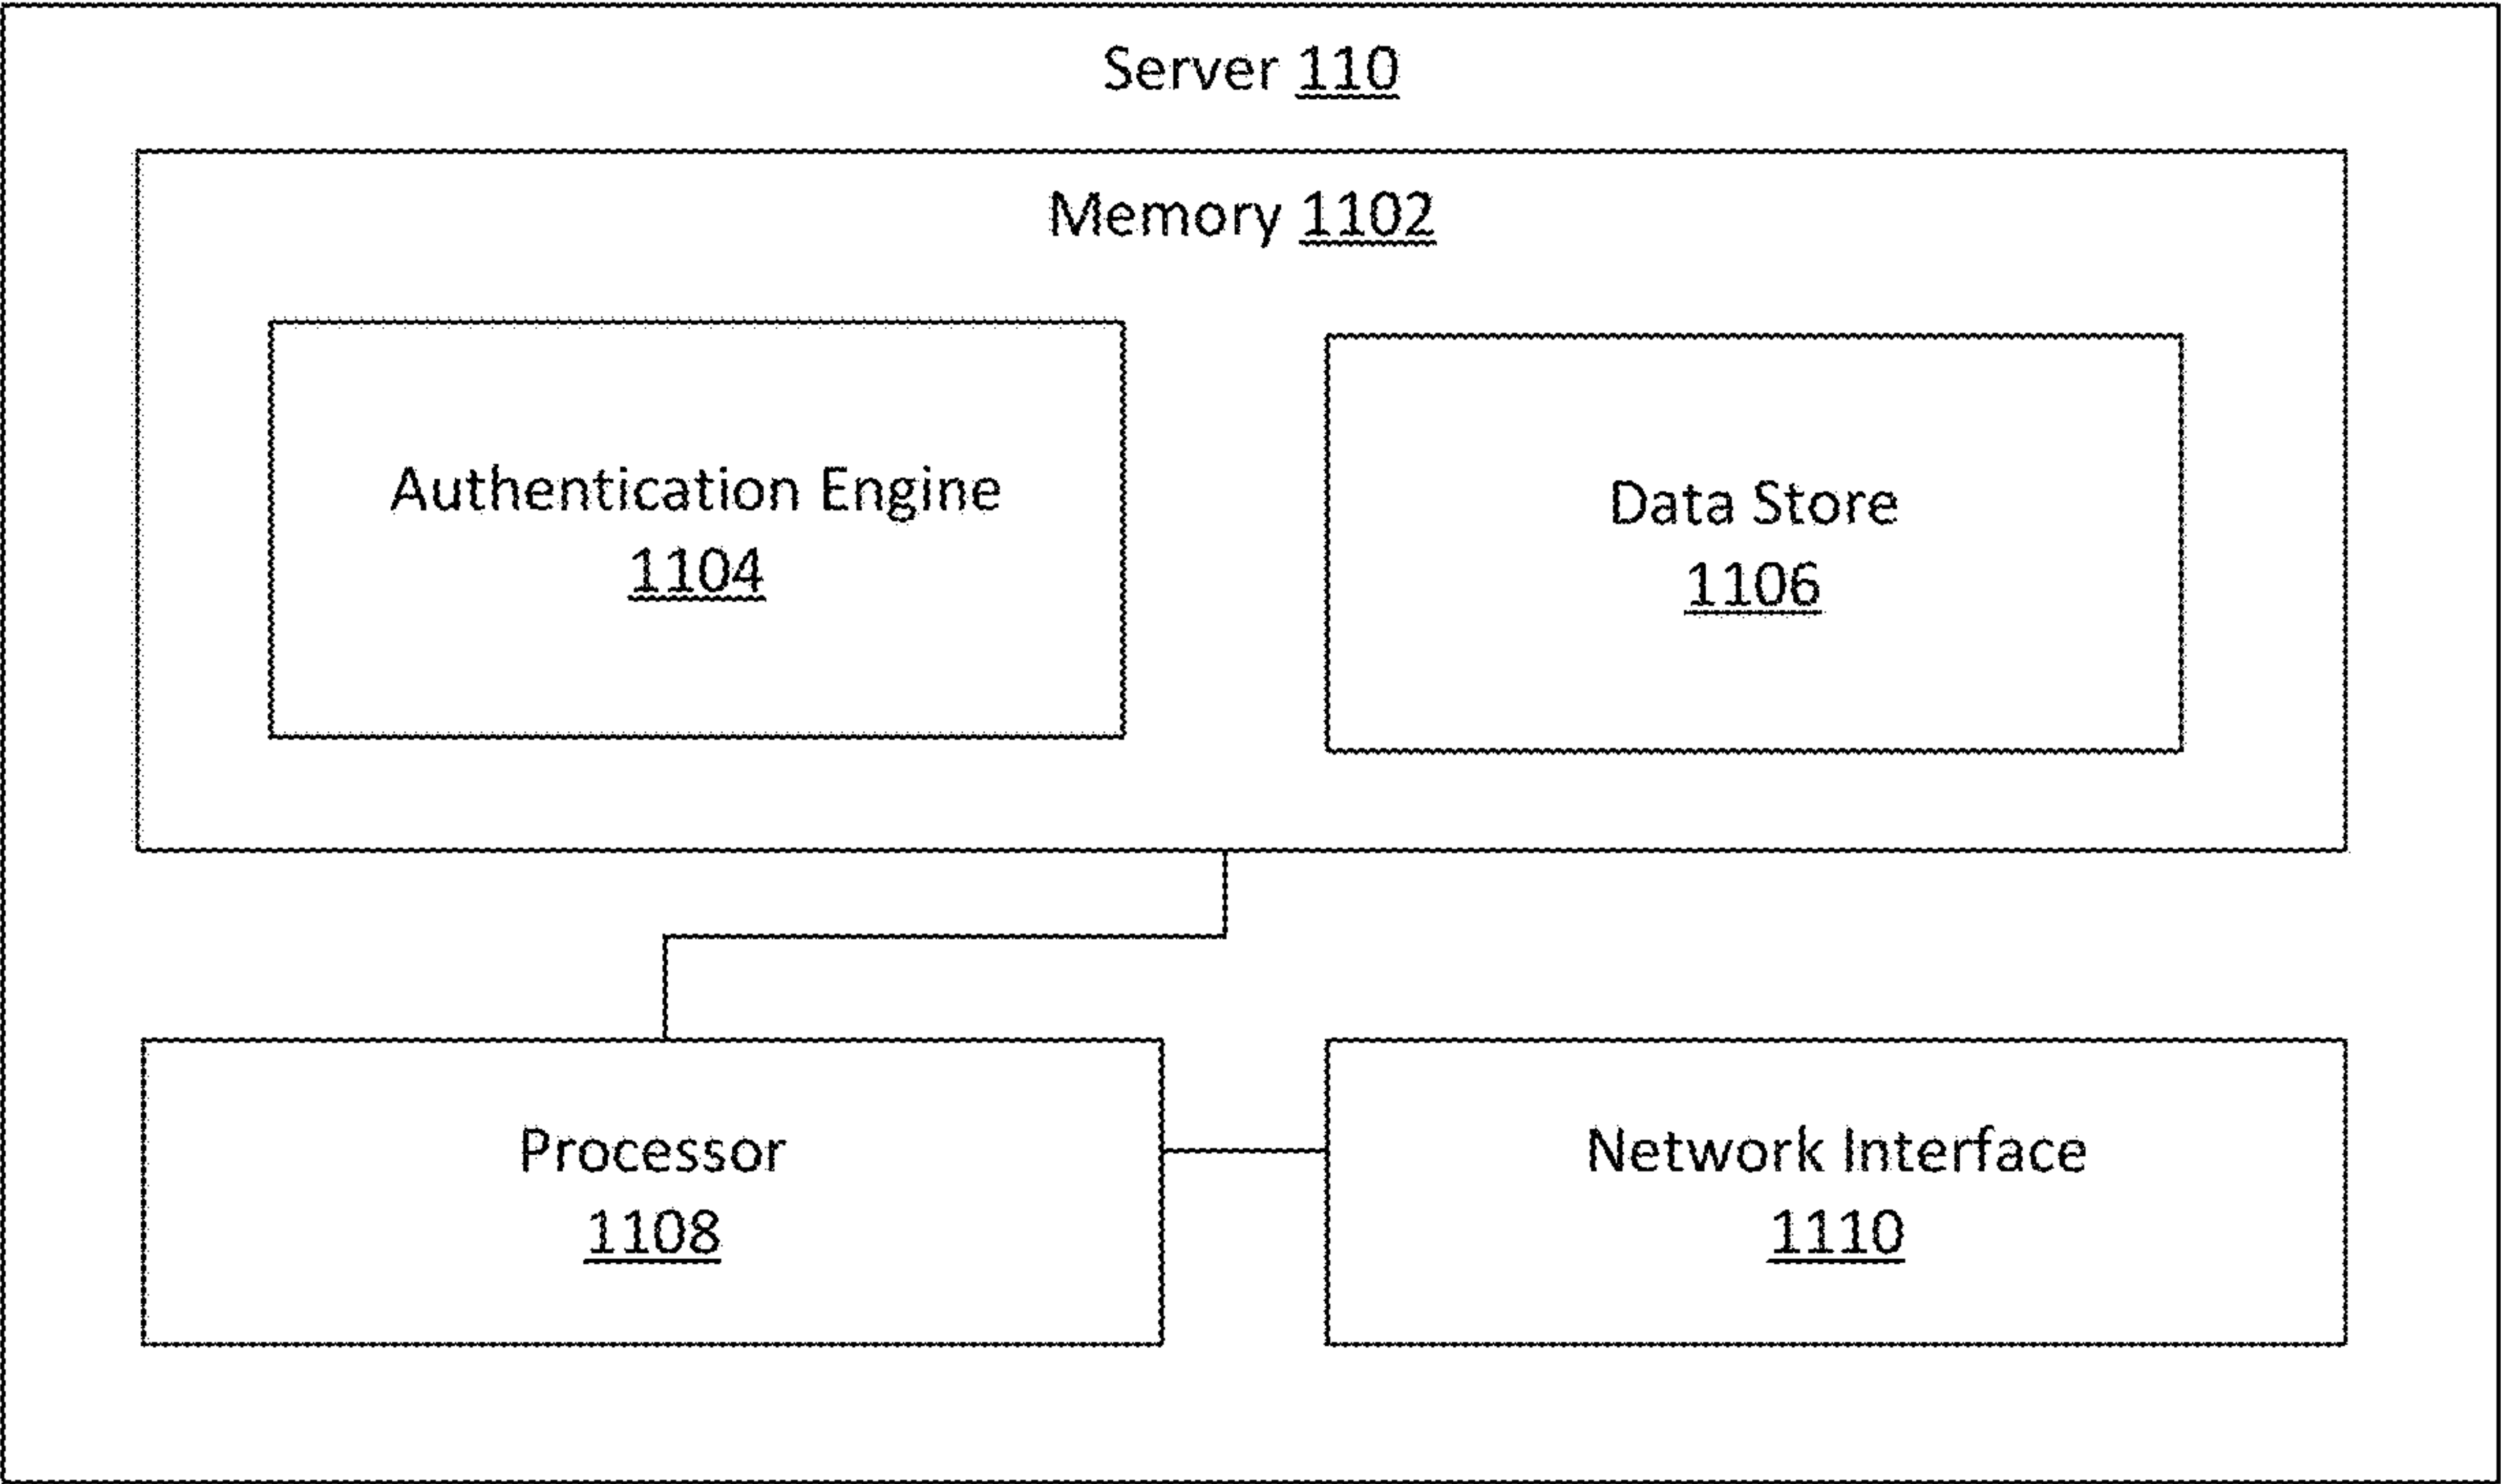 Server 110
Memory 1102
Authentication Engine
1104
Data Store
1106
Processor
1108
Network Interface
1110